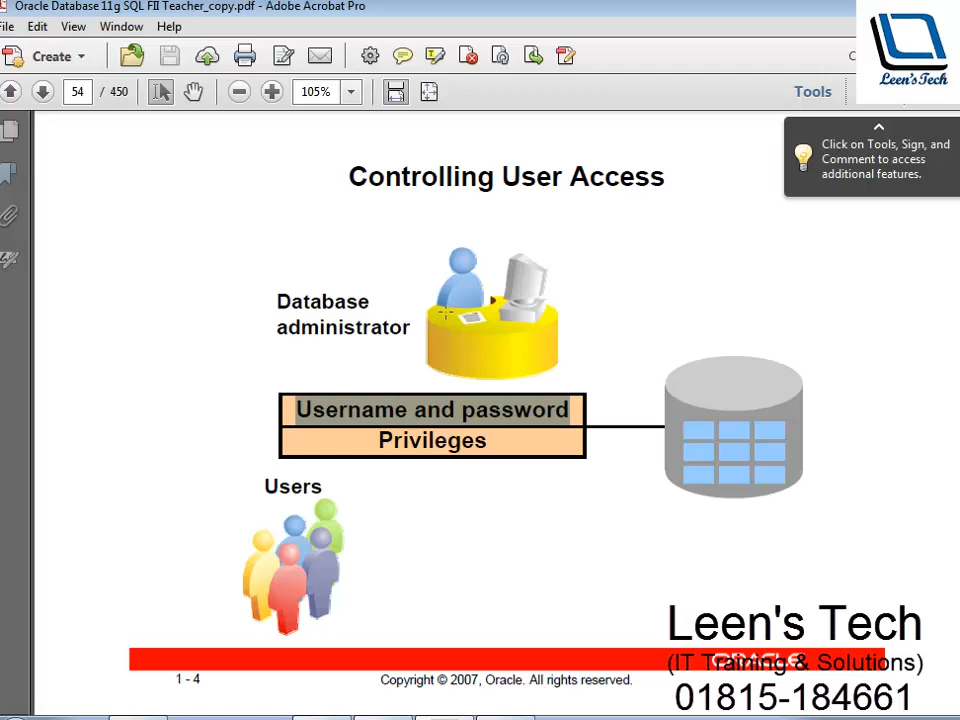 Oracle Database 11g SQL FII Teacher_copy.pdf - Adobe Acrobat Pro
File Edit View Window Help
Create
54 / 450 105% Tools
Leen'sTech
Click on Tools, Sign, and
Comment to access
additional features.
Controlling User Access
Database
administrator
Username and password
Privileges
Users
ORACLE
Leen's Tech
(IT Training & Solutions)
01815-184661
1 - 4 Copyright © 2007, Oracle. All rights reserved.